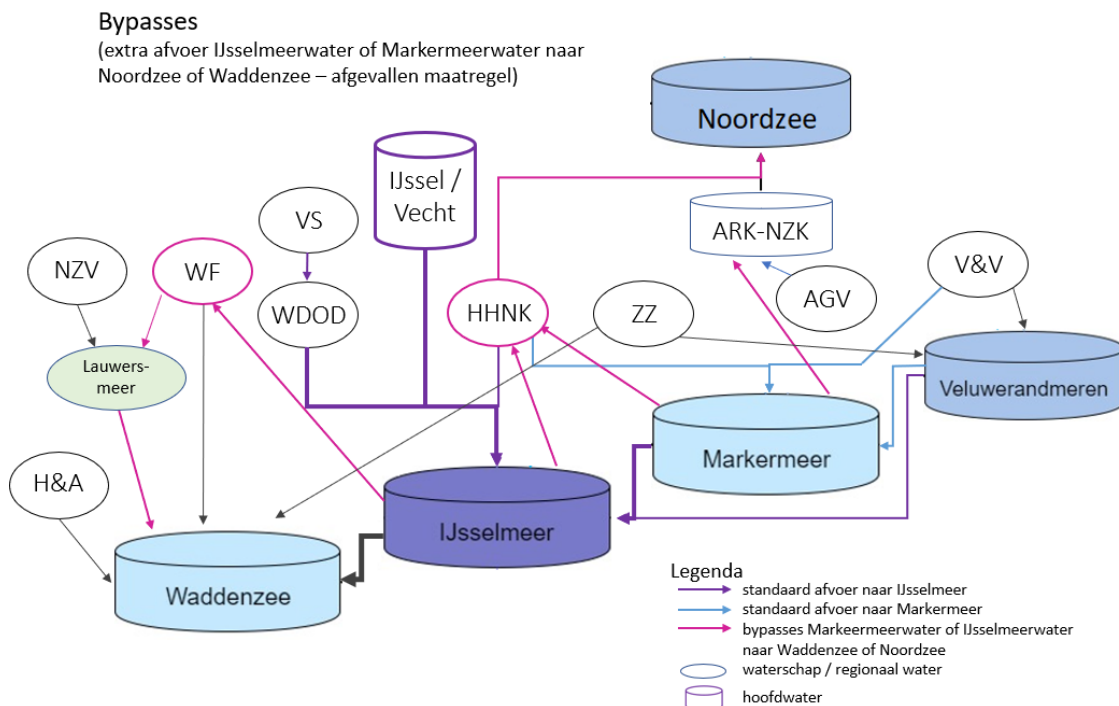 Bypasses
(extra afvoer IJsselmeerwater of Markermeerwater naar
Noordzee of Waddenzee – afgevallen maatregel)
Noordzee
IJssel /
Vecht
VS
ARK-NZK
NZV
WF
V&V
WDOD
HHNK
ZZ
AGV
Lauwers-
meer
Veluwerandmeren
Markermeer
H&A
IJsselmeer
Waddenzee
Legenda
standaard afvoer naar IJsselmeer
standaard afvoer naar Markermeer
bypasses Markeermeerwater of IJsselmeerwater
naar Waddenzee of Noordzee
waterschap / regionaal water
hoofdwater